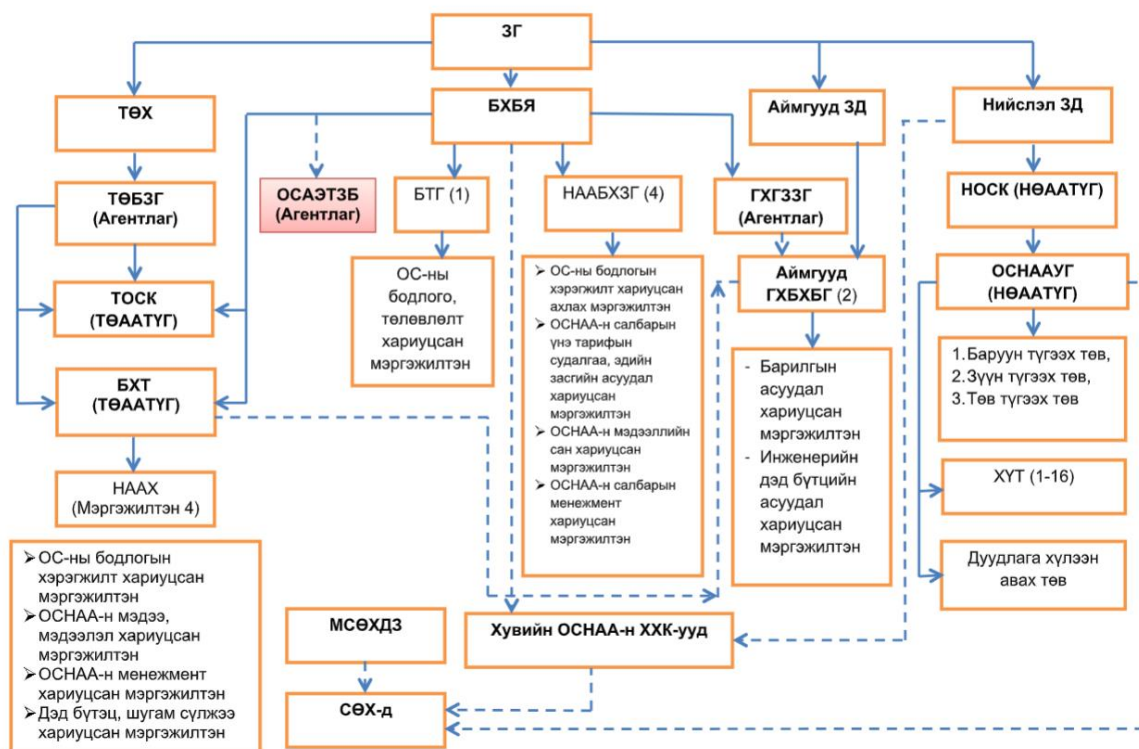 ЗГ
ТӨХ
БХБЯ
Аймгууд ЗД
Нийслэл ЗД
ТӨБЗГ
(Агентлаг)
ОСАЭТЗБ
(Агентлаг)
БТГ (1)
НААБХЗГ (4)
ГХГЗЗГ
(Агентлаг)
НОСК (НӨААТҮГ)
ТОСК
(ТӨААТҮГ)
ОС-ны
бодлого,
төлөвлөлт
хариуцсан
мэргэжилтэн
➢ ОС-ны бодлогын
хэрэгжилт хариуцсан
ахлах мэргэжилтэн
➢ ОСНАА-н салбарын
үнэ тарифын
судалгаа, эдийн
засгийн асуудал
хариуцсан
мэргэжилтэн
➢ ОСНАА-н мэдээллийн
сан хариуцсан
мэргэжилтэн
➢ ОСНАА-н салбарын
менежмент
хариуцсан
мэргэжилтэн
Аймгууд
ГХБХБГ (2)
ОСНААУГ
(НӨААТҮГ)
БХТ
(ТӨААТҮГ)
- Барилгын
асуудал
хариуцсан
мэргэжилтэн
- Инженерийн
дэд бүтцийн
асуудал
хариуцсан
мэргэжилтэн
1.Баруун түгээх төв,
2.Зүүн түгээх төв,
3.Төв түгээх төв
НААХ
(Мэргэжилтэн 4)
ХҮТ (1-16)
Дуудлага хүлээн
авах төв
➢ОС-ны бодлогын
хэрэгжилт хариуцсан
мэргэжилтэн
➢ОСНАА-н мэдээ,
мэдээлэл хариуцсан
мэргэжилтэн
➢ОСНАА-н менежмент
хариуцсан мэргэжилтэн
➢Дэд бүтэц, шугам сүлжээ
хариуцсан мэргэжилтэн
МСӨХДЗ
Хувийн ОСНАА-н ХХК-ууд
СӨХ-д